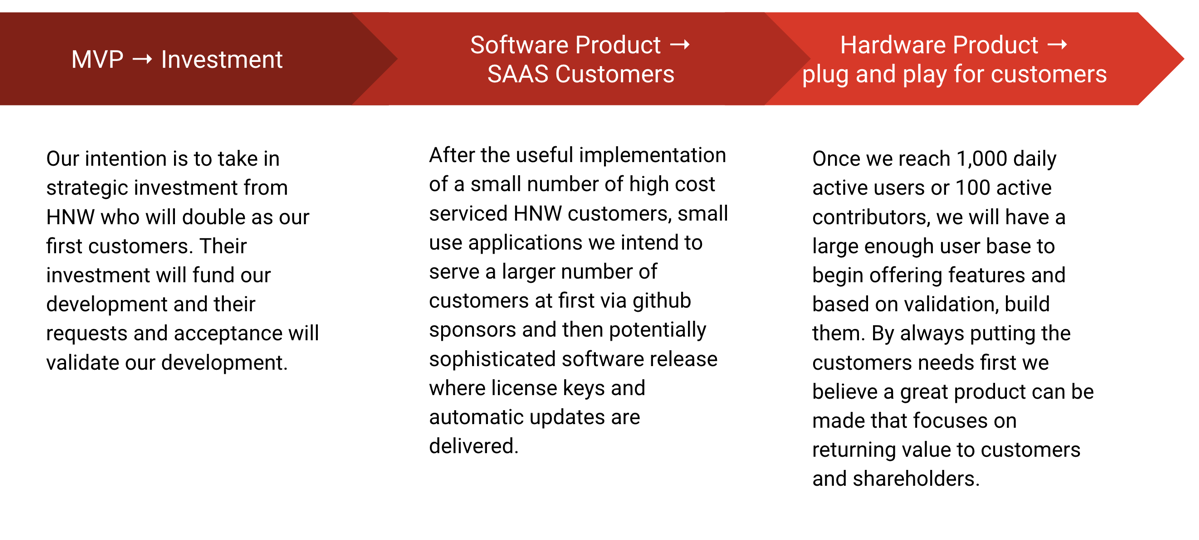 MVP → Investment
Software Product →
SAAS Customers
Hardware Product →
plug and play for customers
Our intention is to take in
strategic investment from
HNW who will double as our
first customers. Their
investment will fund our
development and their
requests and acceptance will
validate our development.
After the useful implementation
of a small number of high cost
serviced HNW customers, small
use applications we intend to
serve a larger number of
customers at first via github
sponsors and then potentially
sophisticated software release
where license keys and
automatic updates are
delivered.
Once we reach 1,000 daily
active users or 100 active
contributors, we will have a
large enough user base to
begin offering features and
based on validation, build
them. By always putting the
customers needs first we
believe a great product can be
made that focuses on
returning value to customers
and shareholders.